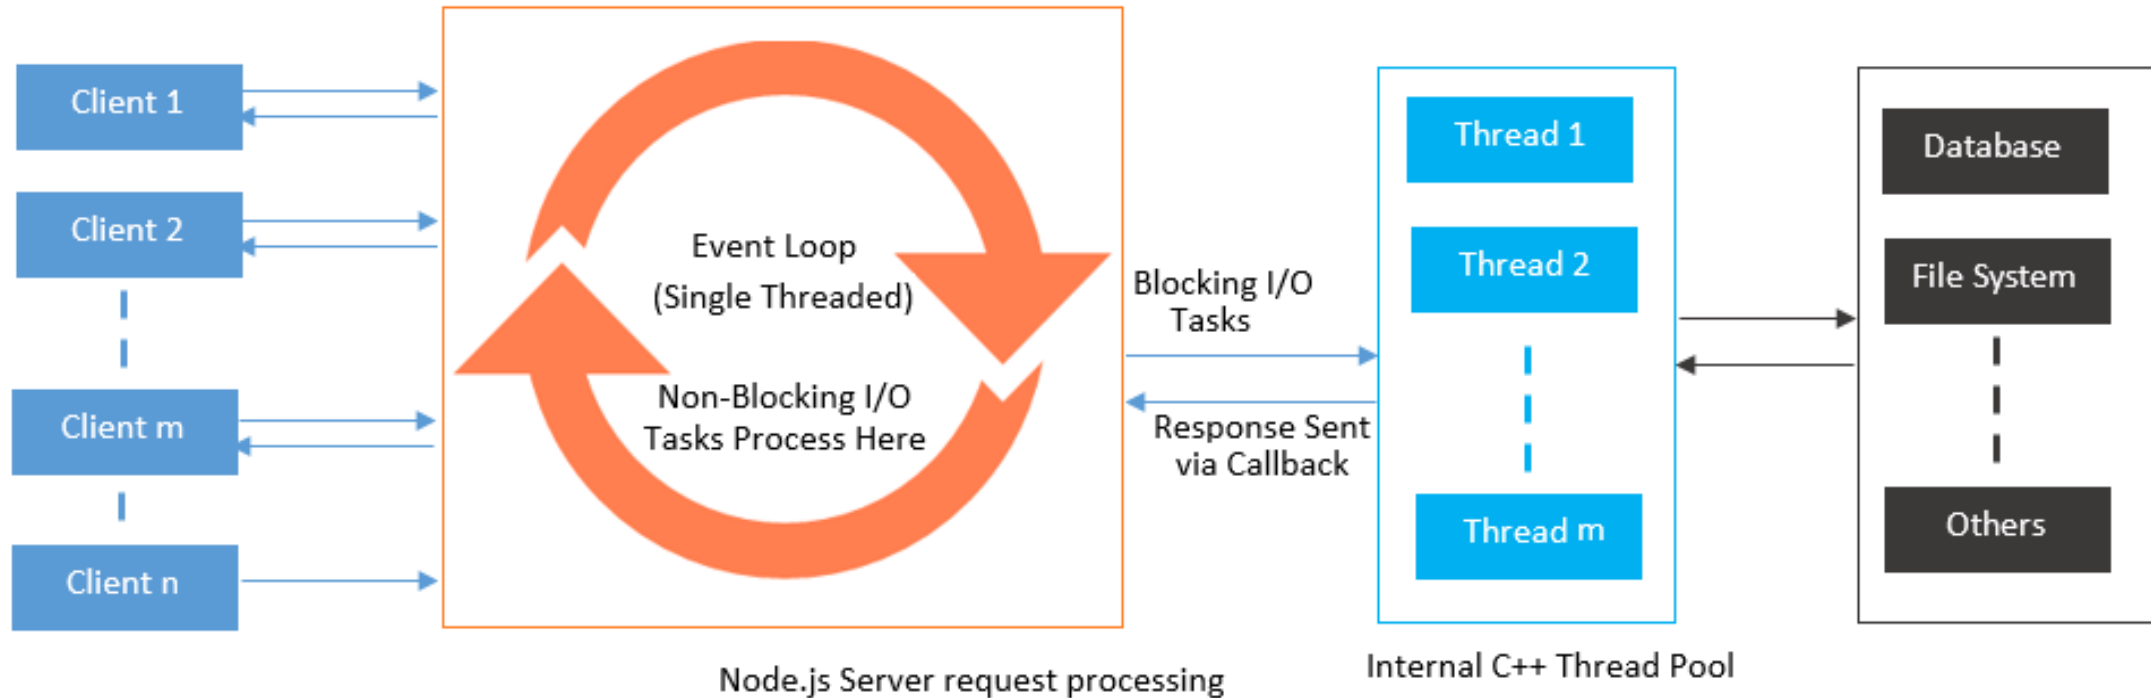 Client 1
Client 2
Client m
Client n
Event Loop
(Single Threaded)
Non-Blocking I/O
Tasks Process Here
Blocking I/O
Tasks
Response Sent
via Callback
Thread 1
Thread 2
Thread m
Database
File System
Others
Node.js Server request processing
Internal C++ Thread Pool